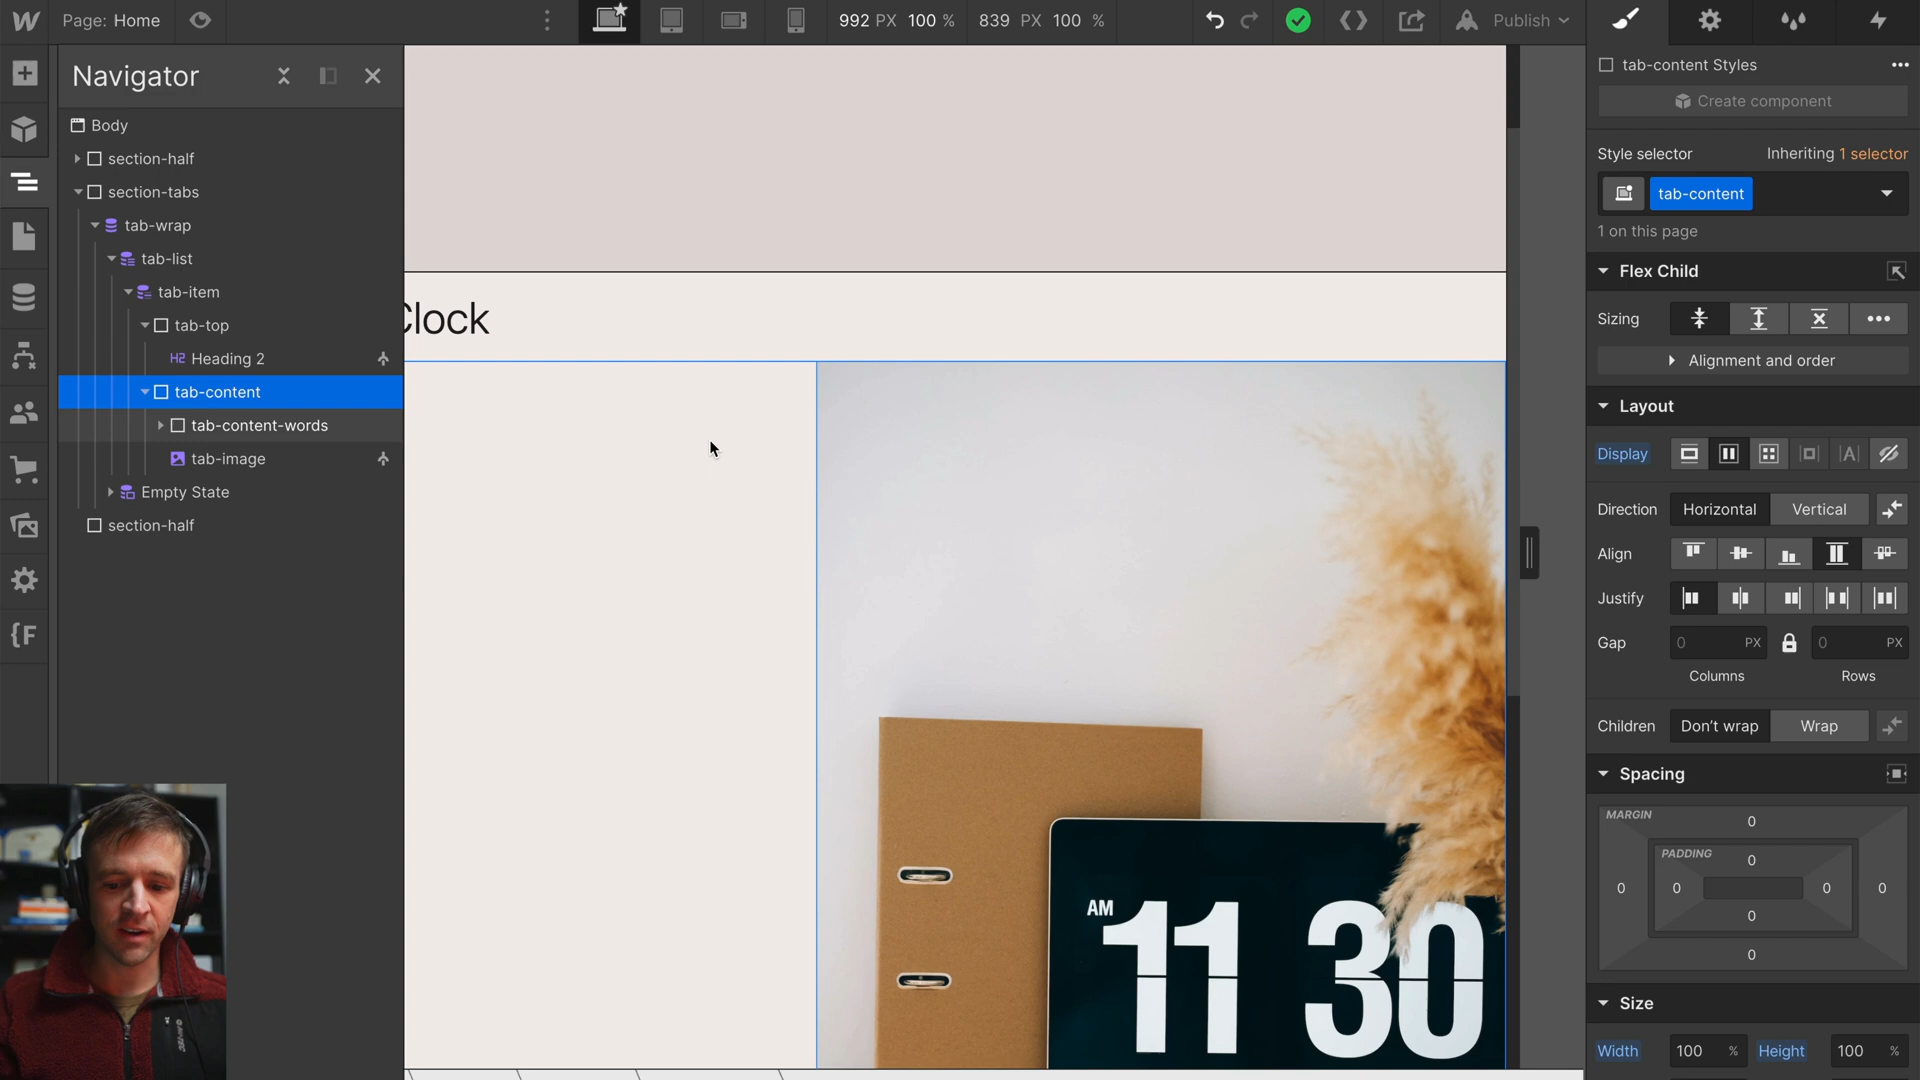 Page: Home
992 PX 100 %
839 PX 100 %
Publish
Navigator
Body
section-half
section-tabs
tab-wrap
tab-list
tab-item
tab-top
H2 Heading 2
tab-content
tab-content-words
tab-image
Empty State
section-half
Clock
AM
11 30
tab-content Styles
Create component
Style selector
Inheriting 1 selector
tab-content
1 on this page
Flex Child
Sizing
Alignment and order
Layout
Display
Direction
Horizontal
Vertical
Align
Justify
Gap
0 PX
0 PX
Columns
Rows
Children
Don't wrap
Wrap
Spacing
MARGIN
0
PADDING
0
0
0
0
0
0
0
Size
Width
100 %
Height
100 %